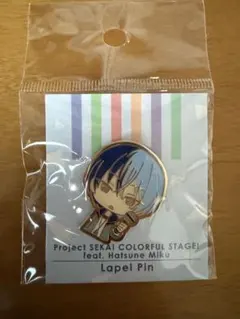 Project SEKAI COLORFUL STAGE!
feat. Hatsune Miku
Lapel Pin